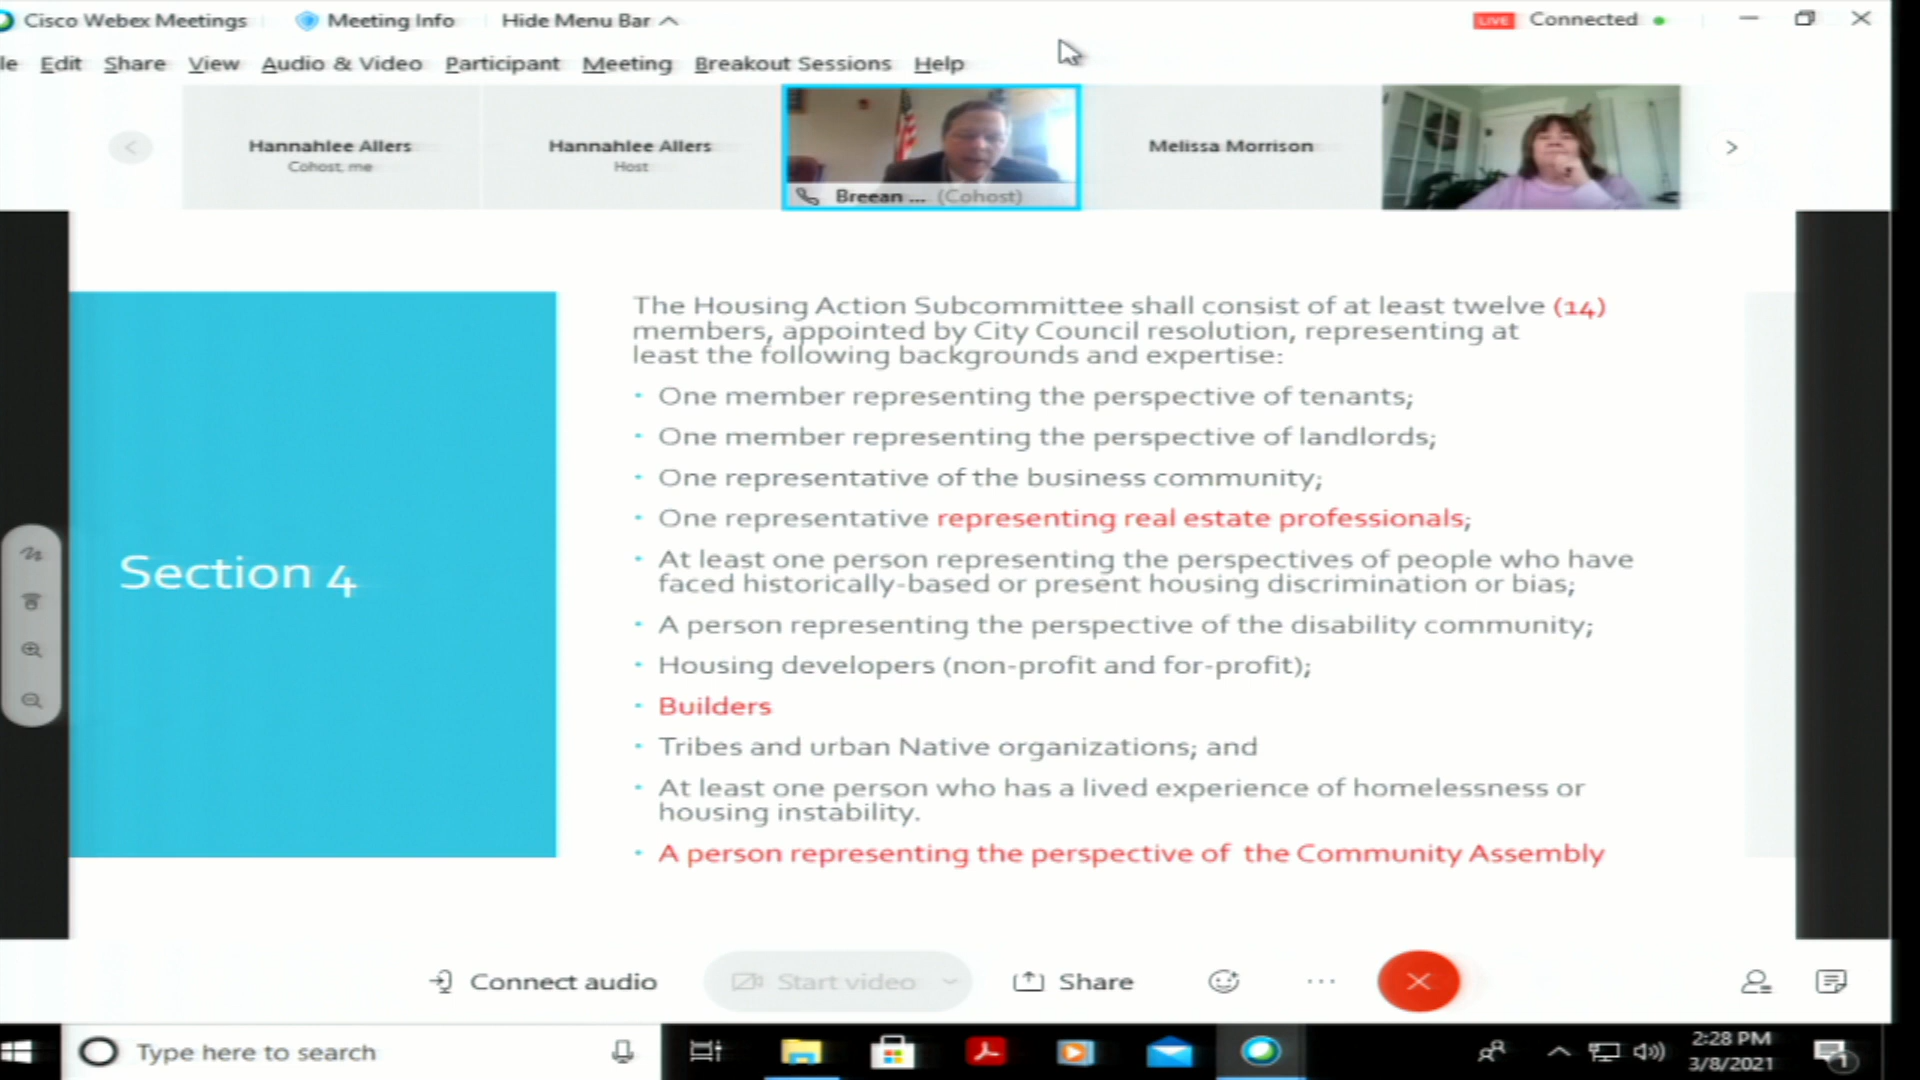 Cisco Webex Meetings
Meeting Info
Hide Menu Bar
LIVE
Connected
le Edit Share View Audio & Video Participant Meeting Breakout Sessions Help
Hannahlee Allers
Cohost, me
Hannahlee Allers
Host
Breean ... (Cohost)
Melissa Morrison
Section 4
The Housing Action Subcommittee shall consist of at least twelve (14)
members, appointed by City Council resolution, representing at
least the following backgrounds and expertise:
• One member representing the perspective of tenants;
• One member representing the perspective of landlords;
• One representative of the business community;
• One representative representing real estate professionals;
• At least one person representing the perspectives of people who have
faced historically-based or present housing discrimination or bias;
• A person representing the perspective of the disability community;
• Housing developers (non-profit and for-profit);
• Builders
• Tribes and urban Native organizations; and
• At least one person who has a lived experience of homelessness or
housing instability.
• A person representing the perspective of the Community Assembly
Connect audio
Start video
Share
Type here to search
2:28 PM
3/8/2021
1